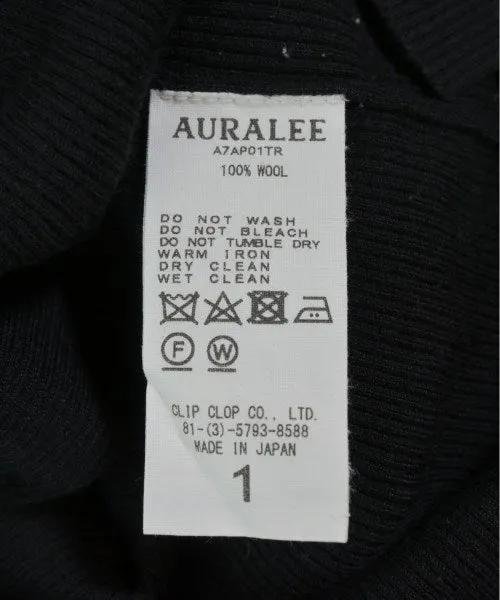 AURALEE
A7AP01TR
100% WOOL
DO NOT WASH
DO NOT BLEACH
DO NOT TUMBLE DRY
WARM IRON
DRY CLEAN
WET CLEAN
F W
CLIP CLOP CO., LTD.
81-(3)-5793-8588
MADE IN JAPAN
1